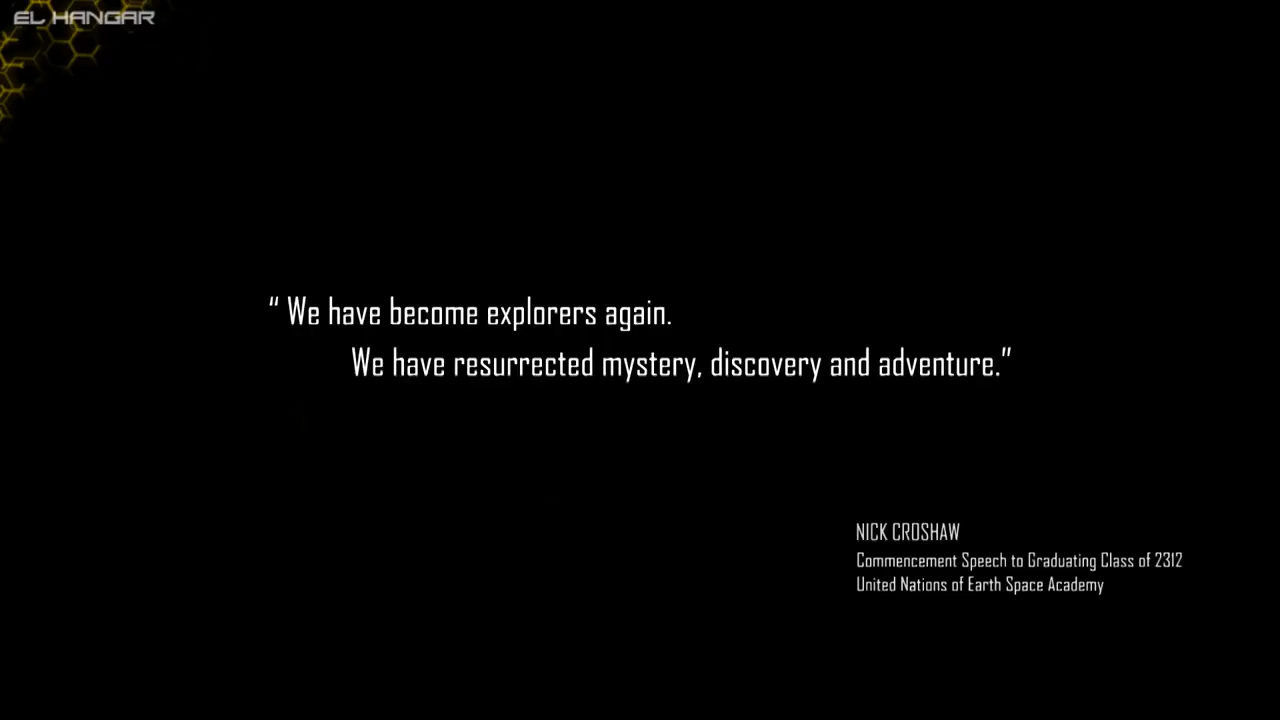 EL HANGAR
“ We have become explorers again.
We have resurrected mystery, discovery and adventure.”
NICK CROSHAW
Commencement Speech to Graduating Class of 2312
United Nations of Earth Space Academy